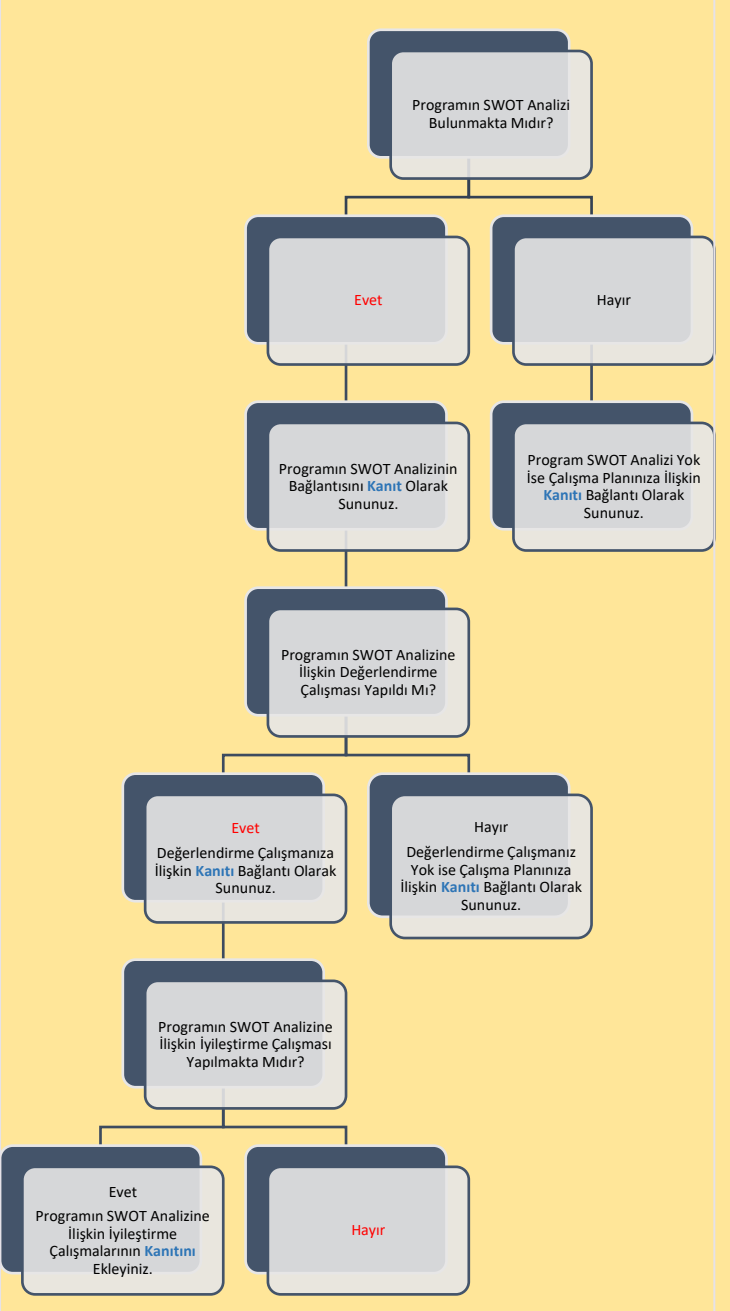 Programın SWOT Analizi
Bulunmakta Mıdır?
Evet
Hayır
Programın SWOT Analizinin
Bağlantısını Kanıt Olarak
Sununuz.
Program SWOT Analizi Yok
İse Çalışma Planınıza İlişkin
Kanıtı Bağlantı Olarak
Sununuz.
Programın SWOT Analizine
İlişkin Değerlendirme
Çalışması Yapıldı Mı?
Evet
Değerlendirme Çalışmanıza
İlişkin Kanıtı Bağlantı Olarak
Sununuz.
Hayır
Değerlendirme Çalışmanız
Yok ise Çalışma Planınıza
İlişkin Kanıtı Bağlantı Olarak
Sununuz.
Programın SWOT Analizine
İlişkin İyileştirme Çalışması
Yapılmakta Mıdır?
Evet
Programın SWOT Analizine
İlişkin İyileştirme
Çalışmalarının Kanıtını
Ekleyiniz.
Hayır